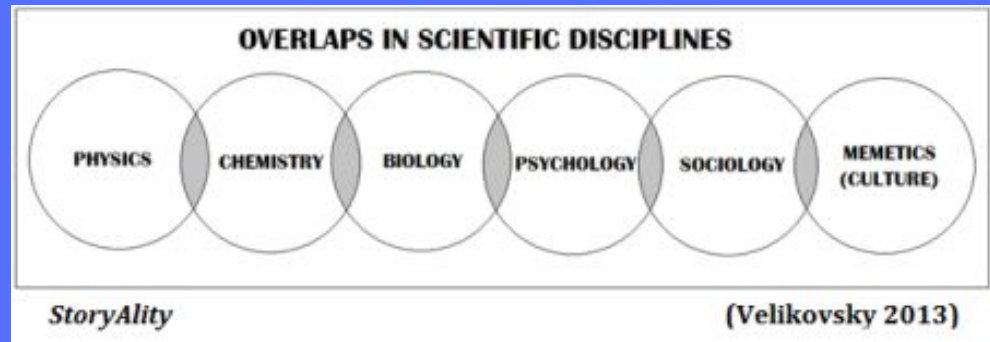 OVERLAPS IN SCIENTIFIC DISCIPLINES
PHYSICS
CHEMISTRY
BIOLOGY
PSYCHOLOGY
SOCIOLOGY
MEMETICS
(CULTURE)
StoryAlity (Velikovsky 2013)